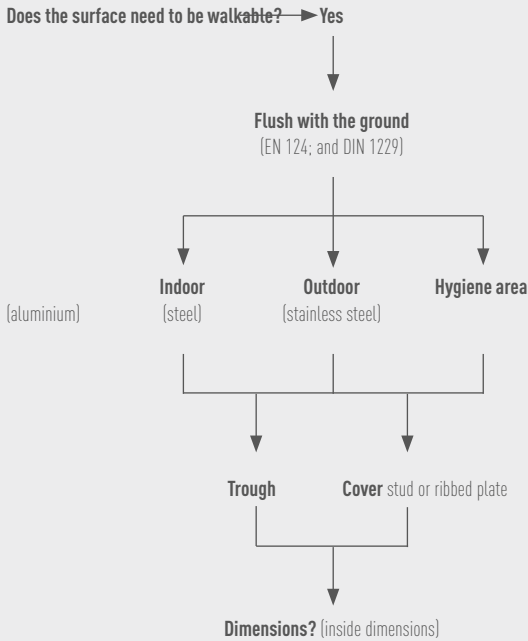 Does the surface need to be walkable? Yes
Flush with the ground
(EN 124; and DIN 1229)
Indoor Outdoor Hygiene area
(aluminium) (steel) (stainless steel)
Trough Cover stud or ribbed plate
Dimensions? (inside dimensions)